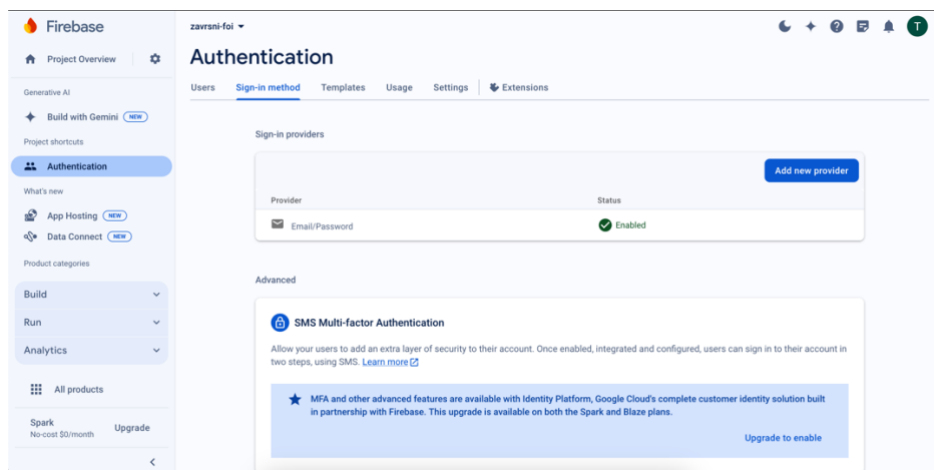 Firebase
Project Overview
Generative AI
Build with Gemini NEW
Project shortcuts
Authentication
What's new
App Hosting NEW
Data Connect NEW
Product categories
Build
Run
Analytics
All products
Spark
No-cost $0/month
Upgrade
zavrsni-foi
T
Authentication
Users Sign-in method Templates Usage Settings Extensions
Sign-in providers
Add new provider
Provider Status
Email/Password Enabled
Advanced
SMS Multi-factor Authentication
Allow your users to add an extra layer of security to their account. Once enabled, integrated and configured, users can sign in to their account in
two steps, using SMS. Learn more
MFA and other advanced features are available with Identity Platform, Google Cloud's complete customer identity solution built
in partnership with Firebase. This upgrade is available on both the Spark and Blaze plans.
Upgrade to enable